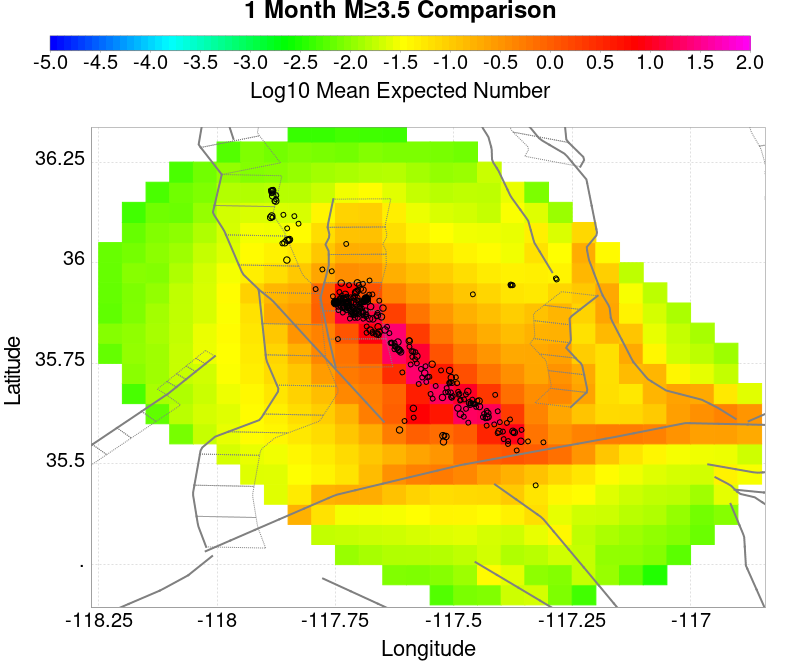 1 Month M≥3.5 Comparison
-5.0 -4.5 -4.0 -3.5 -3.0 -2.5 -2.0 -1.5 -1.0 -0.5 0.0 0.5 1.0 1.5 2.0
Log10 Mean Expected Number
36.25
36
35.75
35.5
.
Latitude
-118.25 -118 -117.75 -117.5 -117.25 -117
Longitude